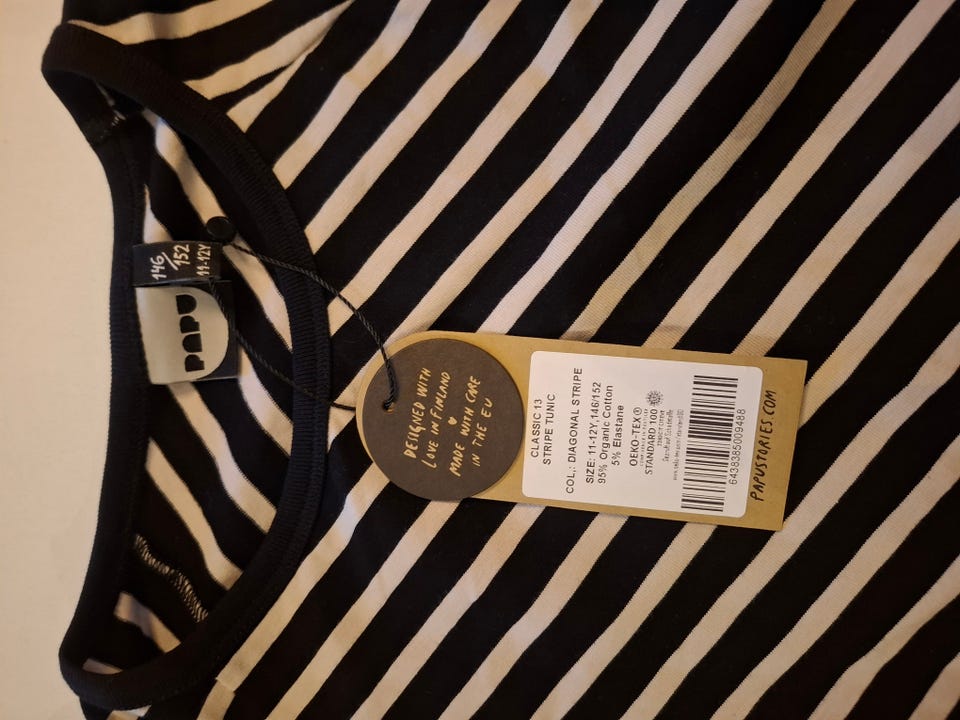 146/
152
11-12Y
PAPU
DESIGNED WITH
LOVE IN FINLAND
♥
MADE WITH CARE
IN THE EU
CLASSIC 13
STRIPE TUNIC
COL,: DIAGONAL STRIPE
SIZE: 11-12Y,146/152
95% Organic Cotton
5% Elastane
OEKO-TEX®
STANDARD 100
6438385009488
PAPUSTORIES.COM